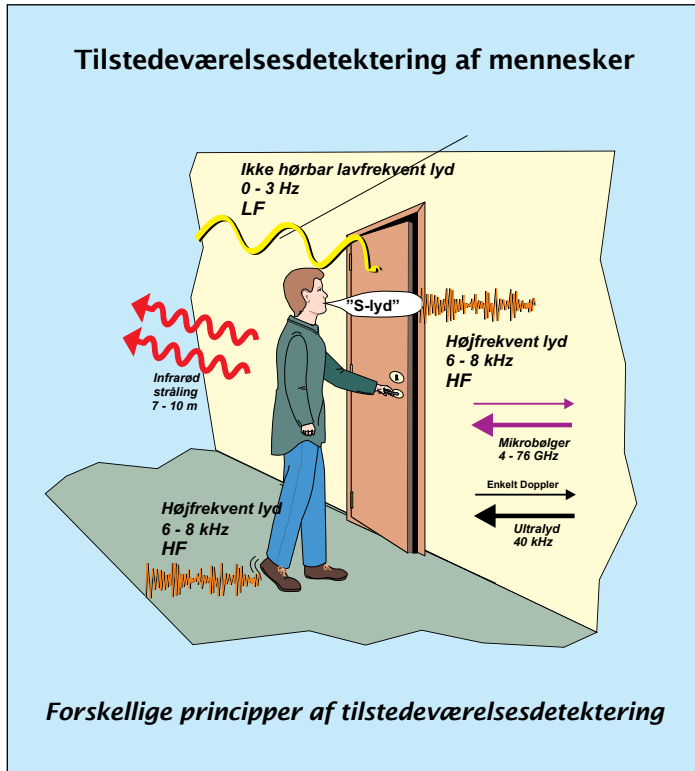 Tilstedeværelsesdetektering af mennesker
Ikke hørbar lavfrekvent lyd
0 - 3 Hz
LF
"S-lyd"
Højfrekvent lyd
6 - 8 kHz
HF
Infrarød
stråling
7 - 10 m
Mikrobølger
4 - 76 GHz
Enkelt Doppler
Ultralyd
40 kHz
Højfrekvent lyd
6 - 8 kHz
HF
Forskellige principper af tilstedeværelsesdetektering